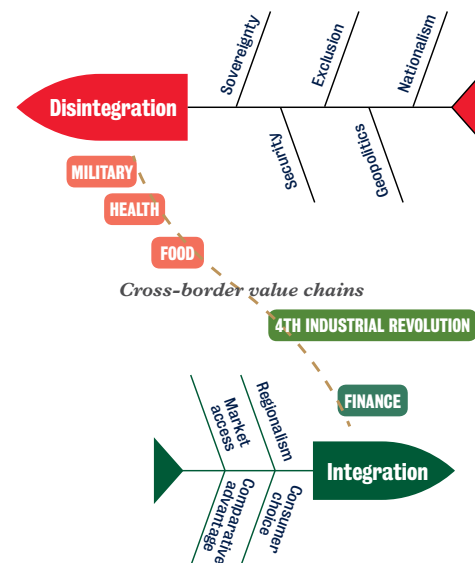 Sovereignty
Exclusion
Nationalism
Disintegration
Security
Geopolitics
MILITARY
HEALTH
FOOD
Cross-border value chains
4TH INDUSTRIAL REVOLUTION
FINANCE
Market
access
Regionalism
Integration
Comparative
advantage
Consumer
choice